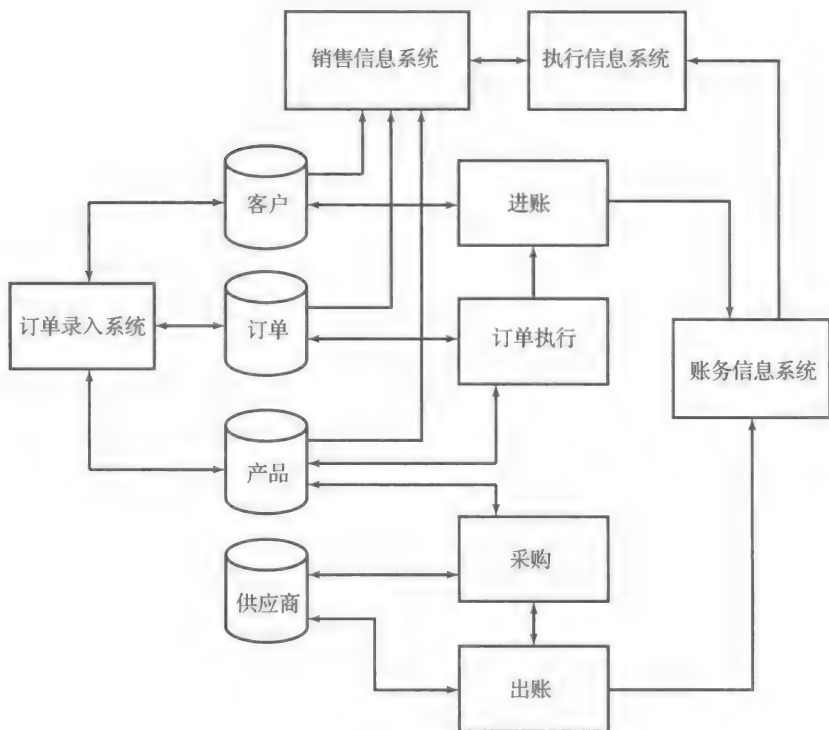 销售信息系统
执行信息系统
客户
进账
订单录入系统
订单
订单执行
账务信息系统
产品
采购
供应商
出账